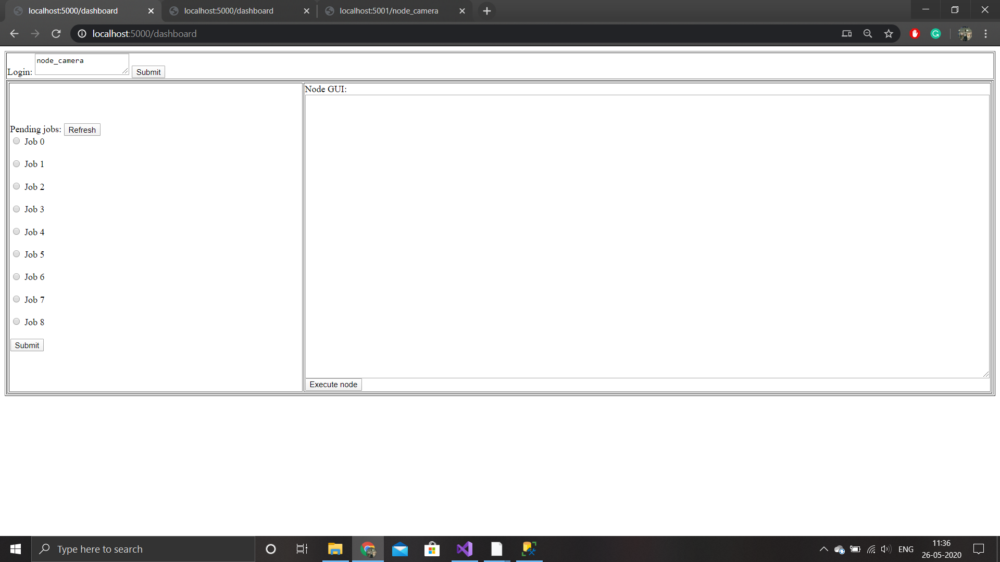 localhost:5000/dashboard
localhost:5000/dashboard
localhost:5001/node_camera
localhost:5000/dashboard
Login: node_camera Submit
Pending jobs: Refresh
Job 0
Job 1
Job 2
Job 3
Job 4
Job 5
Job 6
Job 7
Job 8
Submit
Node GUI:
Execute node
Type here to search
ENG
11:36
26-05-2020